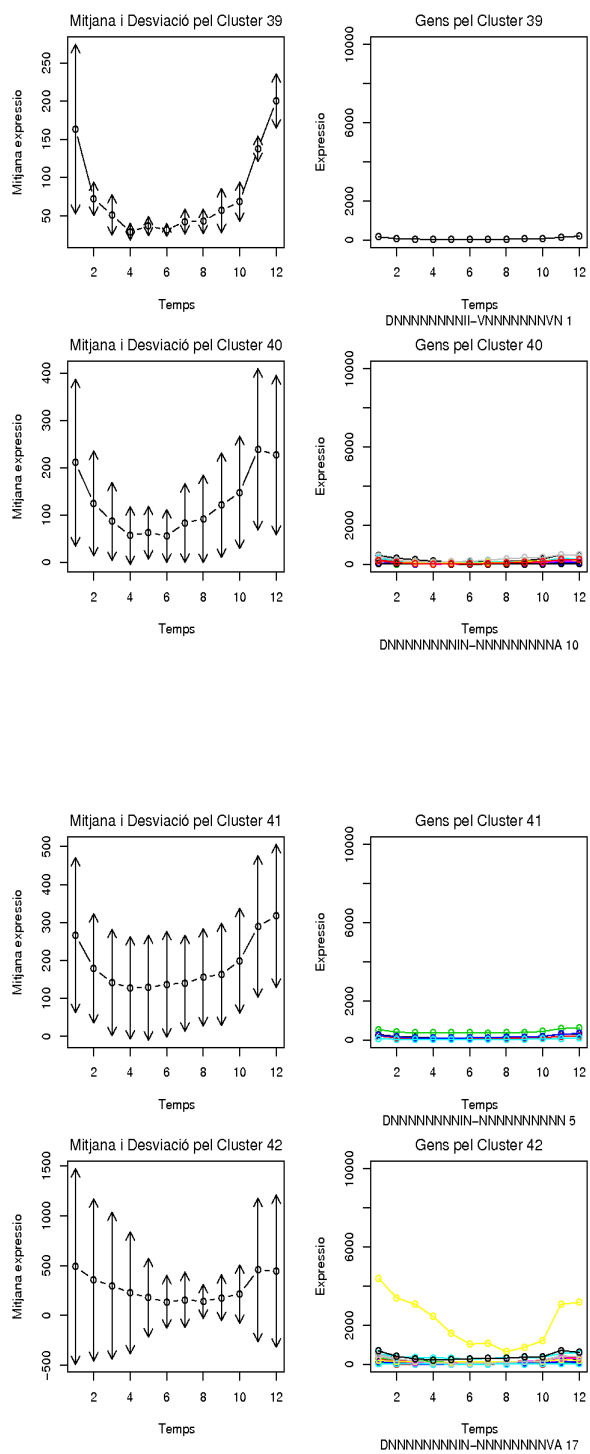 Mitjana i Desviació pel Cluster 39
Gens pel Cluster 39
Mitjana expressio
50 100 150 200 250
2 4 6 8 10 12
Temps
Expressio
0 2000 6000 10000
2 4 6 8 10 12
Temps
DNNNNNNNNII−VNNNNNNNVN 1
Mitjana i Desviació pel Cluster 40
Gens pel Cluster 40
Mitjana expressio
0 100 200 300 400
2 4 6 8 10 12
Temps
Expressio
0 2000 6000 10000
2 4 6 8 10 12
Temps
DNNNNNNNNIN−NNNNNNNNNA 10
Mitjana i Desviació pel Cluster 41
Gens pel Cluster 41
Mitjana expressio
0 100 200 300 400 500
2 4 6 8 10 12
Temps
Expressio
0 2000 6000 10000
2 4 6 8 10 12
Temps
DNNNNNNNNIN−NNNNNNNNNN 5
Mitjana i Desviació pel Cluster 42
Gens pel Cluster 42
Mitjana expressio
−500 0 500 1000 1500
2 4 6 8 10 12
Temps
Expressio
0 2000 6000 10000
2 4 6 8 10 12
Temps
DNNNNNNNNIN−NNNNNNNNVA 17